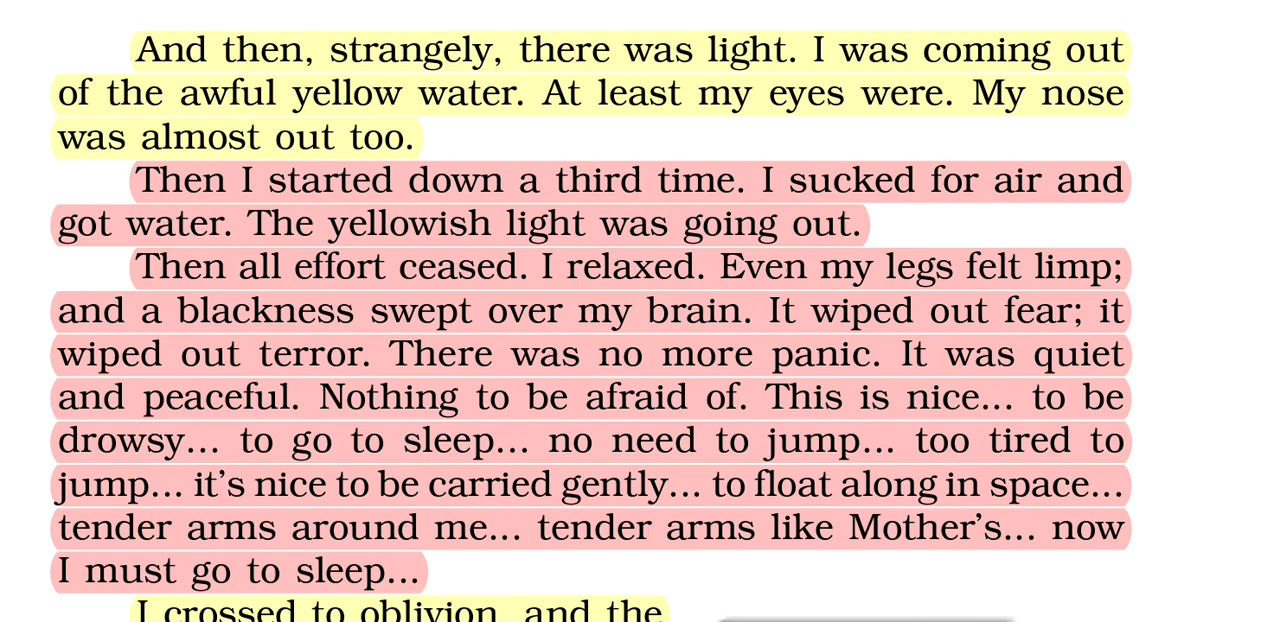 And then, strangely, there was light. I was coming out
of the awful yellow water. At least my eyes were. My nose
was almost out too.
Then I started down a third time. I sucked for air and
got water. The yellowish light was going out.
Then all effort ceased. I relaxed. Even my legs felt limp;
and a blackness swept over my brain. It wiped out fear; it
wiped out terror. There was no more panic. It was quiet
and peaceful. Nothing to be afraid of. This is nice... to be
drowsy... to go to sleep... no need to jump... too tired to
jump... it’s nice to be carried gently... to float along in space...
tender arms around me... tender arms like Mother’s... now
I must go to sleep...
I crossed to oblivion, and the